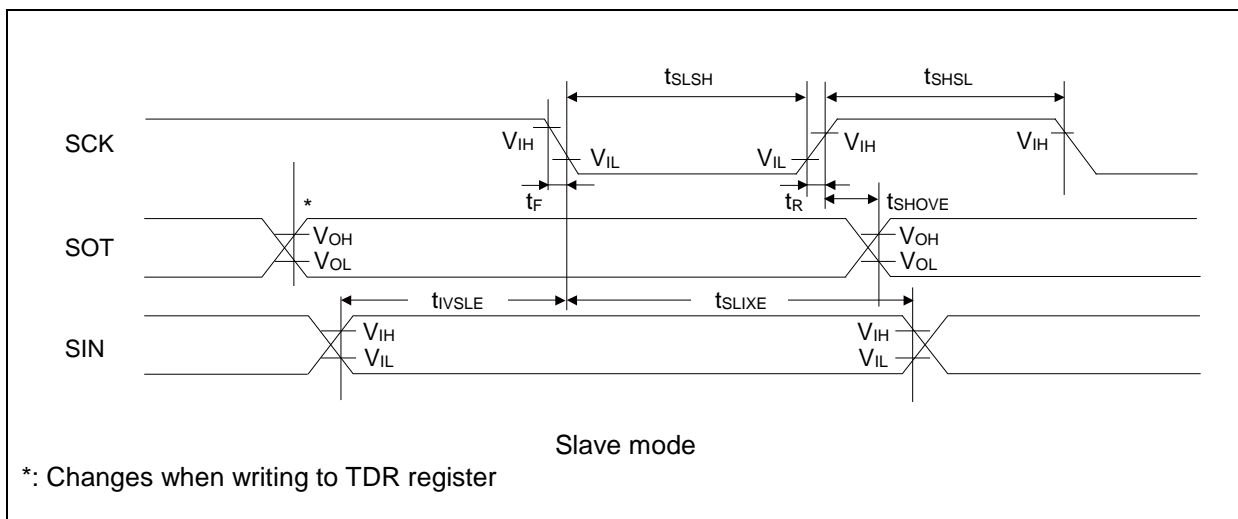 tSLSH tSHSL
SCK VIH VIL VIL VIH VIH
tF tR tSHOVE
*
SOT VOH VOH
VOL VOL
tIVSLE tSLIXE
SIN VIH VIH
VIL VIL
Slave mode
*: Changes when writing to TDR register